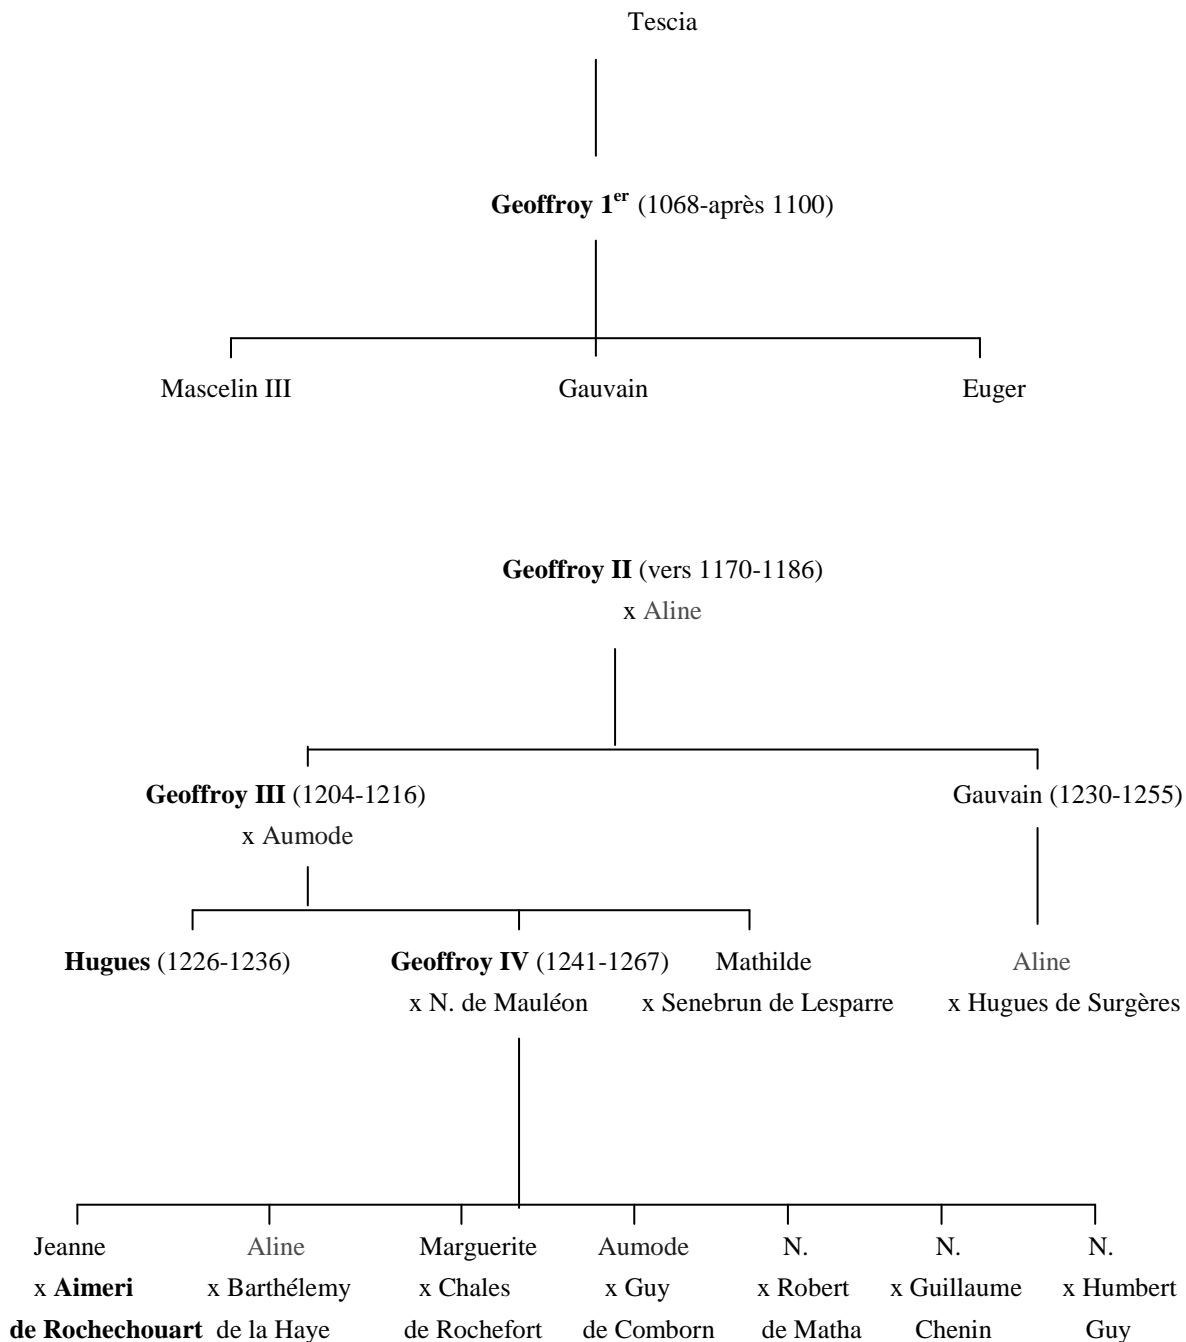 Tescia
Geoffroy 1er (1068-après 1100)
Mascelin III Gauvain Euger
Geoffroy II (vers 1170-1186)
x Aline
Geoffroy III (1204-1216) Gauvain (1230-1255)
x Aumode
Hugues (1226-1236) Geoffroy IV (1241-1267) Mathilde Aline
x N. de Mauléon x Senebrun de Lesparre x Hugues de Surgères
Jeanne Aline Marguerite Aumode N. N. N.
x Aimeri x Barthélemy x Chales x Guy x Robert x Guillaume x Humbert
de Rochechouart de la Haye de Rochefort de Comborn de Matha Chenin Guy